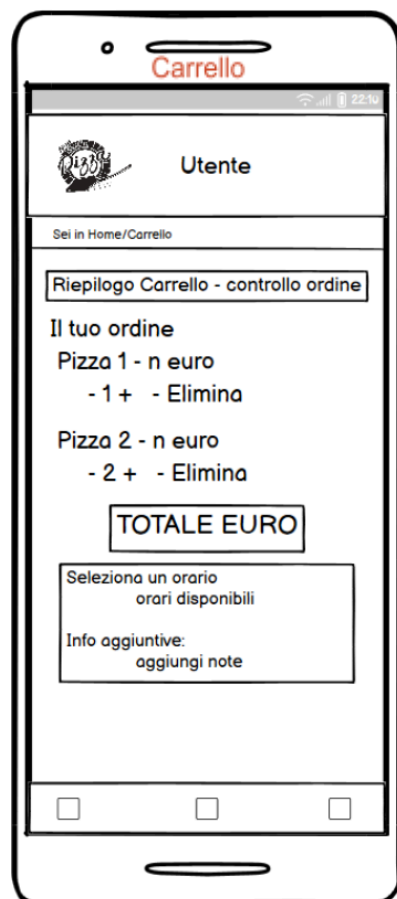 Carrello
22:10
Pizza
Utente
Sei in Home/Carrello
Riepilogo Carrello - controllo ordine
Il tuo ordine
Pizza 1 - n euro
- 1 + - Elimina
Pizza 2 - n euro
- 2 + - Elimina
TOTALE EURO
Seleziona un orario
orari disponibili
Info aggiuntive:
aggiungi note